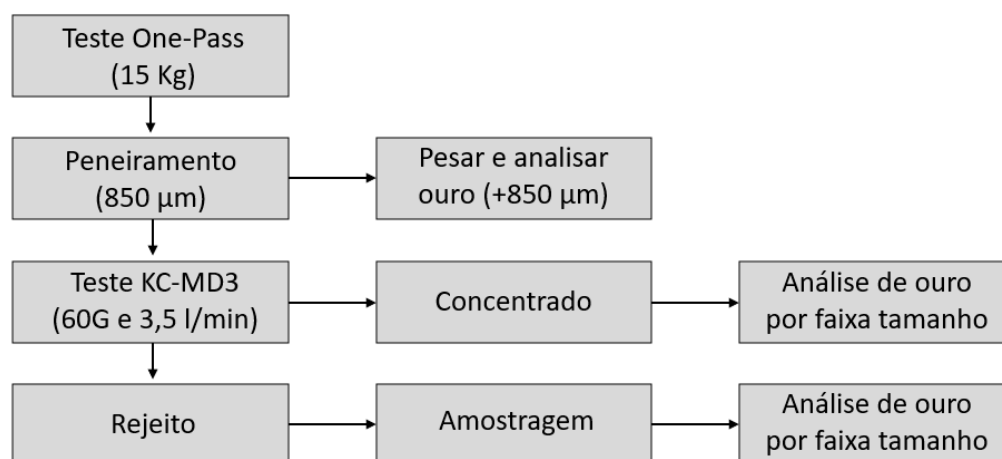 Teste One-Pass
(15 Kg)
Peneiramento
(850 µm)
Pesar e analisar
ouro (+850 µm)
Teste KC-MD3
(60G e 3,5 l/min)
Concentrado
Análise de ouro
por faixa tamanho
Rejeito
Amostragem
Análise de ouro
por faixa tamanho